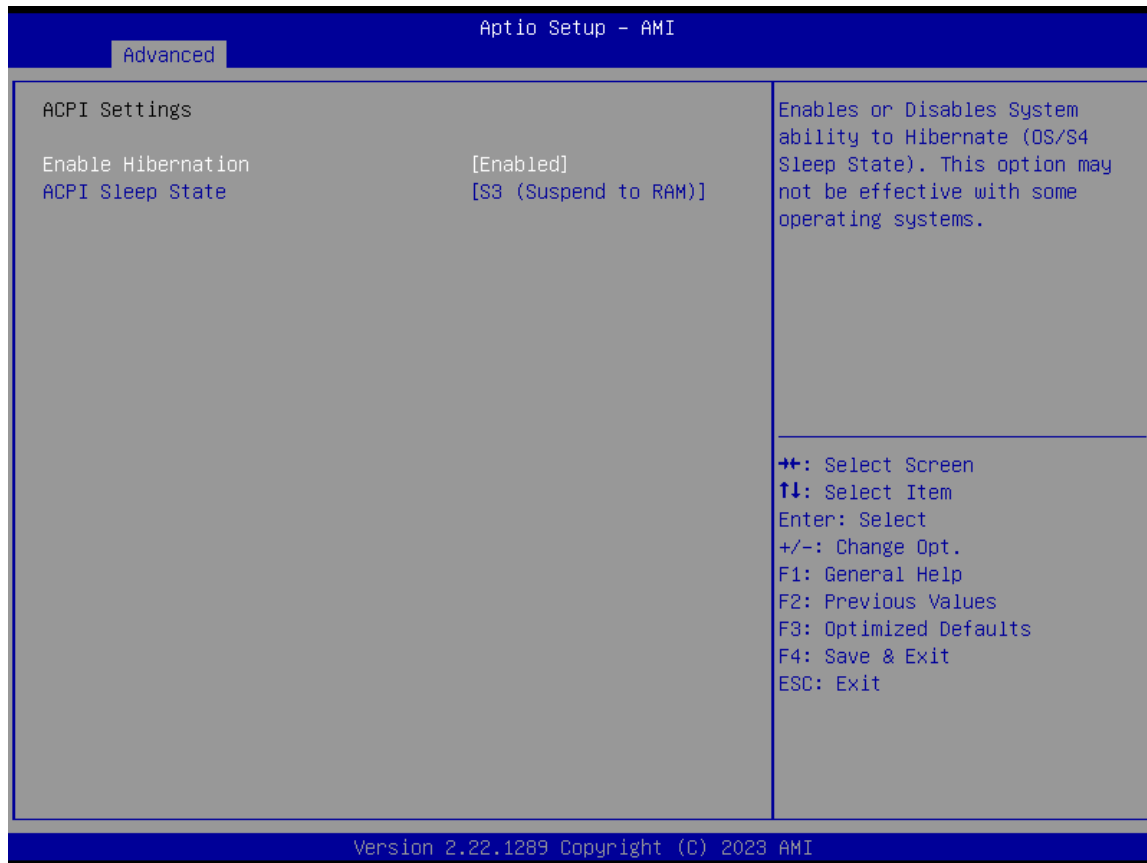 Aptio Setup – AMI
Advanced
ACPI Settings
Enable Hibernation [Enabled]
ACPI Sleep State [S3 (Suspend to RAM)]
Enables or Disables System
ability to Hibernate (OS/S4
Sleep State). This option may
not be effective with some
operating systems.
→←: Select Screen
↑↓: Select Item
Enter: Select
+/-: Change Opt.
F1: General Help
F2: Previous Values
F3: Optimized Defaults
F4: Save & Exit
ESC: Exit
Version 2.22.1289 Copyright (C) 2023 AMI